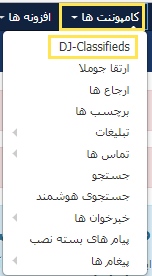 کامپوننت ها افزونه ها
DJ-Classifieds
ارتقا جوملا
ارجاع ها
برچسب ها
تبلیغات
تماس ها
جستجو
جستجوی هوشمند
خبرخوان ها
پیام های بسته نصب
پیغام ها